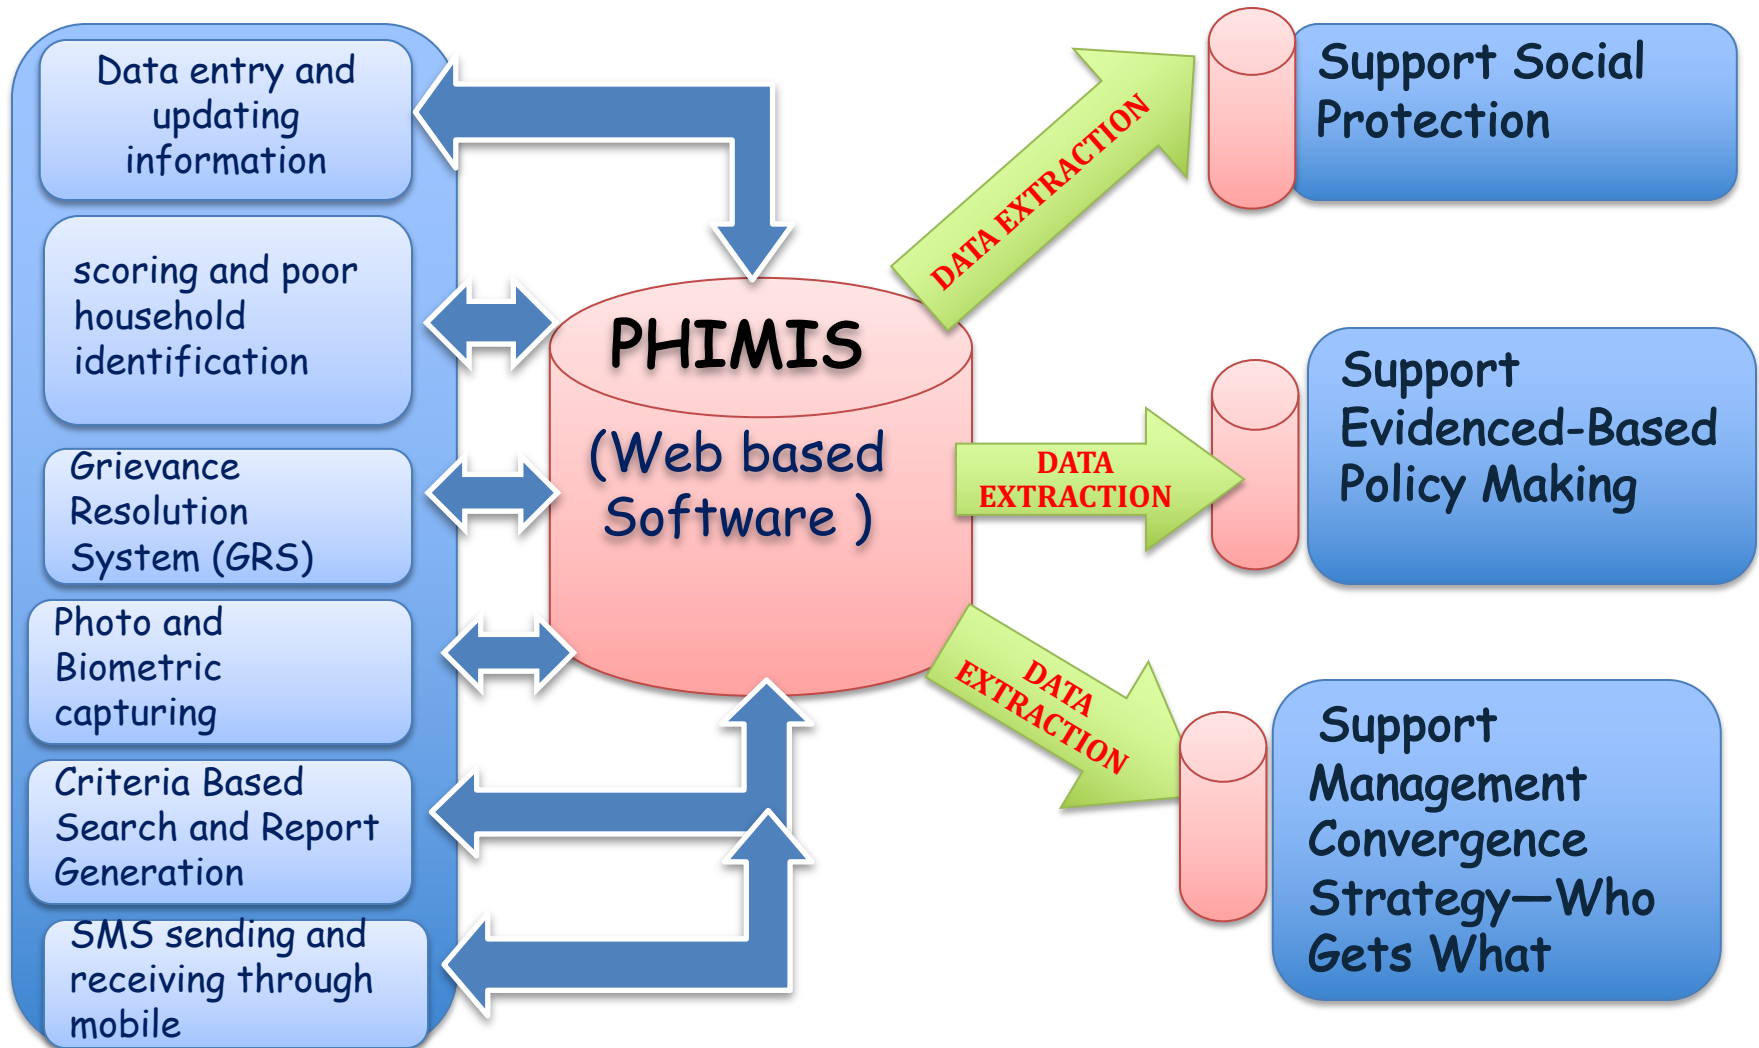 Data entry and
updating
information
scoring and poor
household
identification
Grievance
Resolution
System (GRS)
Photo and
Biometric
capturing
Criteria Based
Search and Report
Generation
SMS sending and
receiving through
mobile
PHIMIS
(Web based
Software )
DATA EXTRACTION
DATA
EXTRACTION
DATA
EXTRACTION
Support Social
Protection
Support
Evidenced-Based
Policy Making
Support
Management
Convergence
Strategy—Who
Gets What